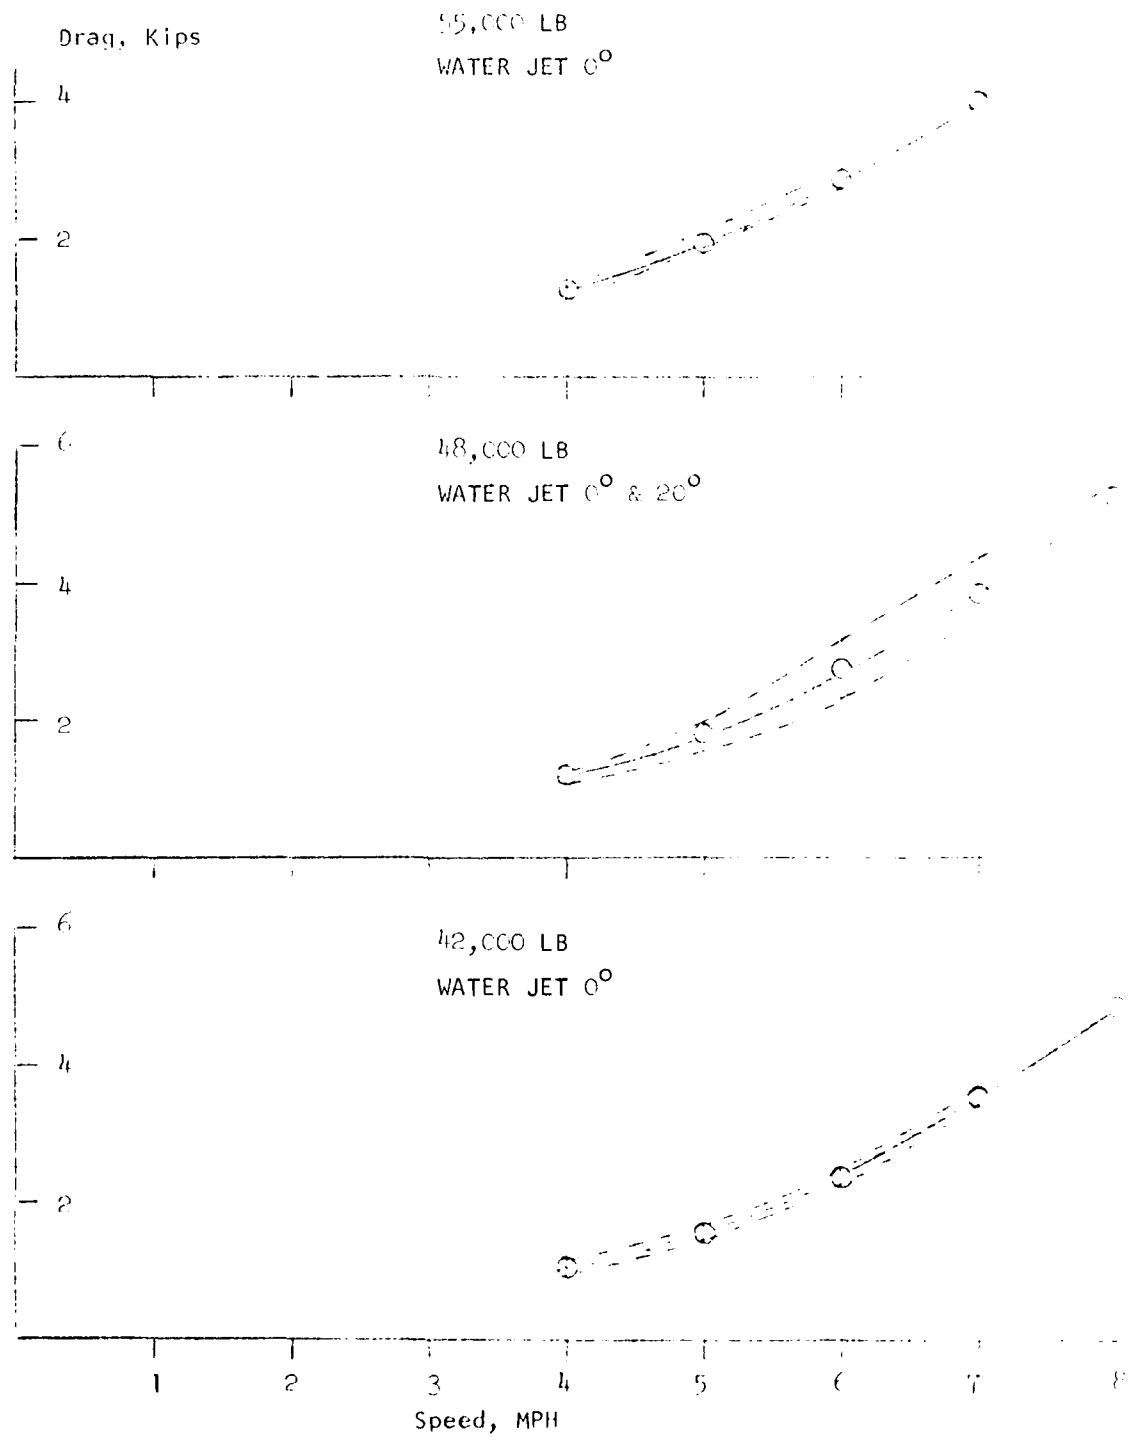 Drag, Kips
55,000 LB
WATER JET 0°
4
2
6
48,000 LB
WATER JET 0° & 20°
4
2
6
42,000 LB
WATER JET 0°
4
2
1 2 3 4 5 6 7 8
Speed, MPH